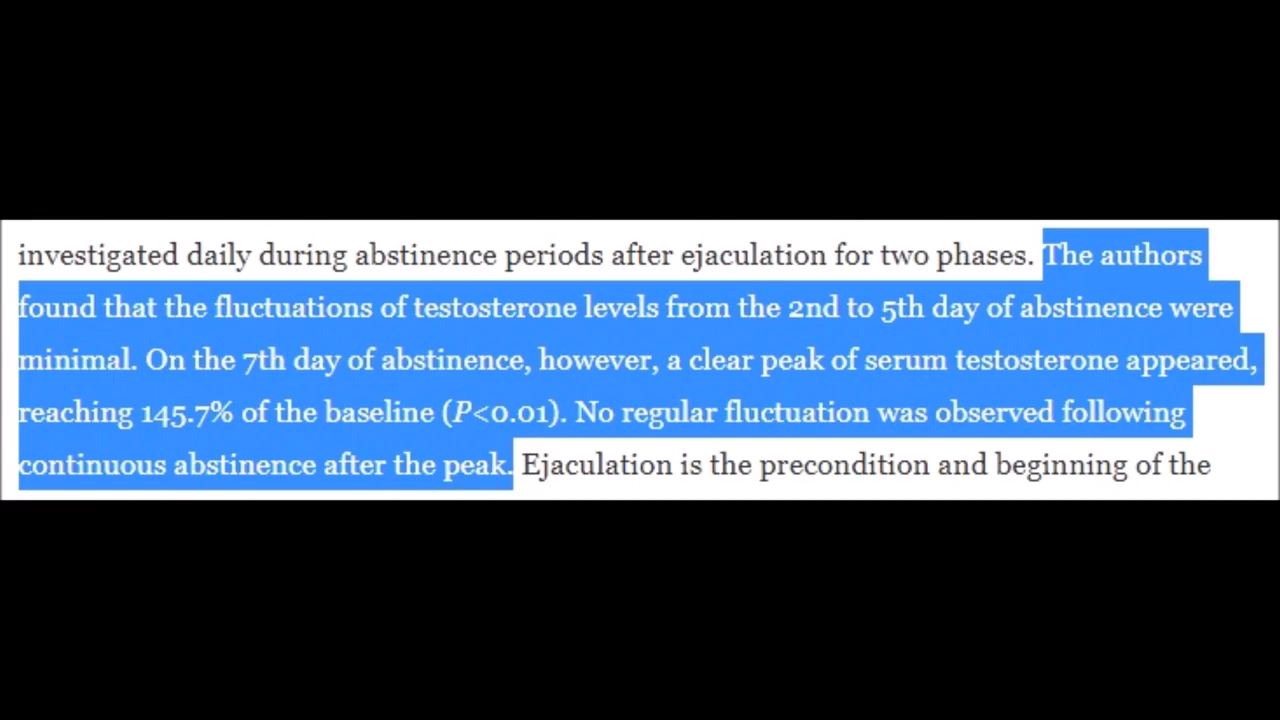 investigated daily during abstinence periods after ejaculation for two phases. The authors
found that the fluctuations of testosterone levels from the 2nd to 5th day of abstinence were
minimal. On the 7th day of abstinence, however, a clear peak of serum testosterone appeared,
reaching 145.7% of the baseline (P<0.01). No regular fluctuation was observed following
continuous abstinence after the peak. Ejaculation is the precondition and beginning of the